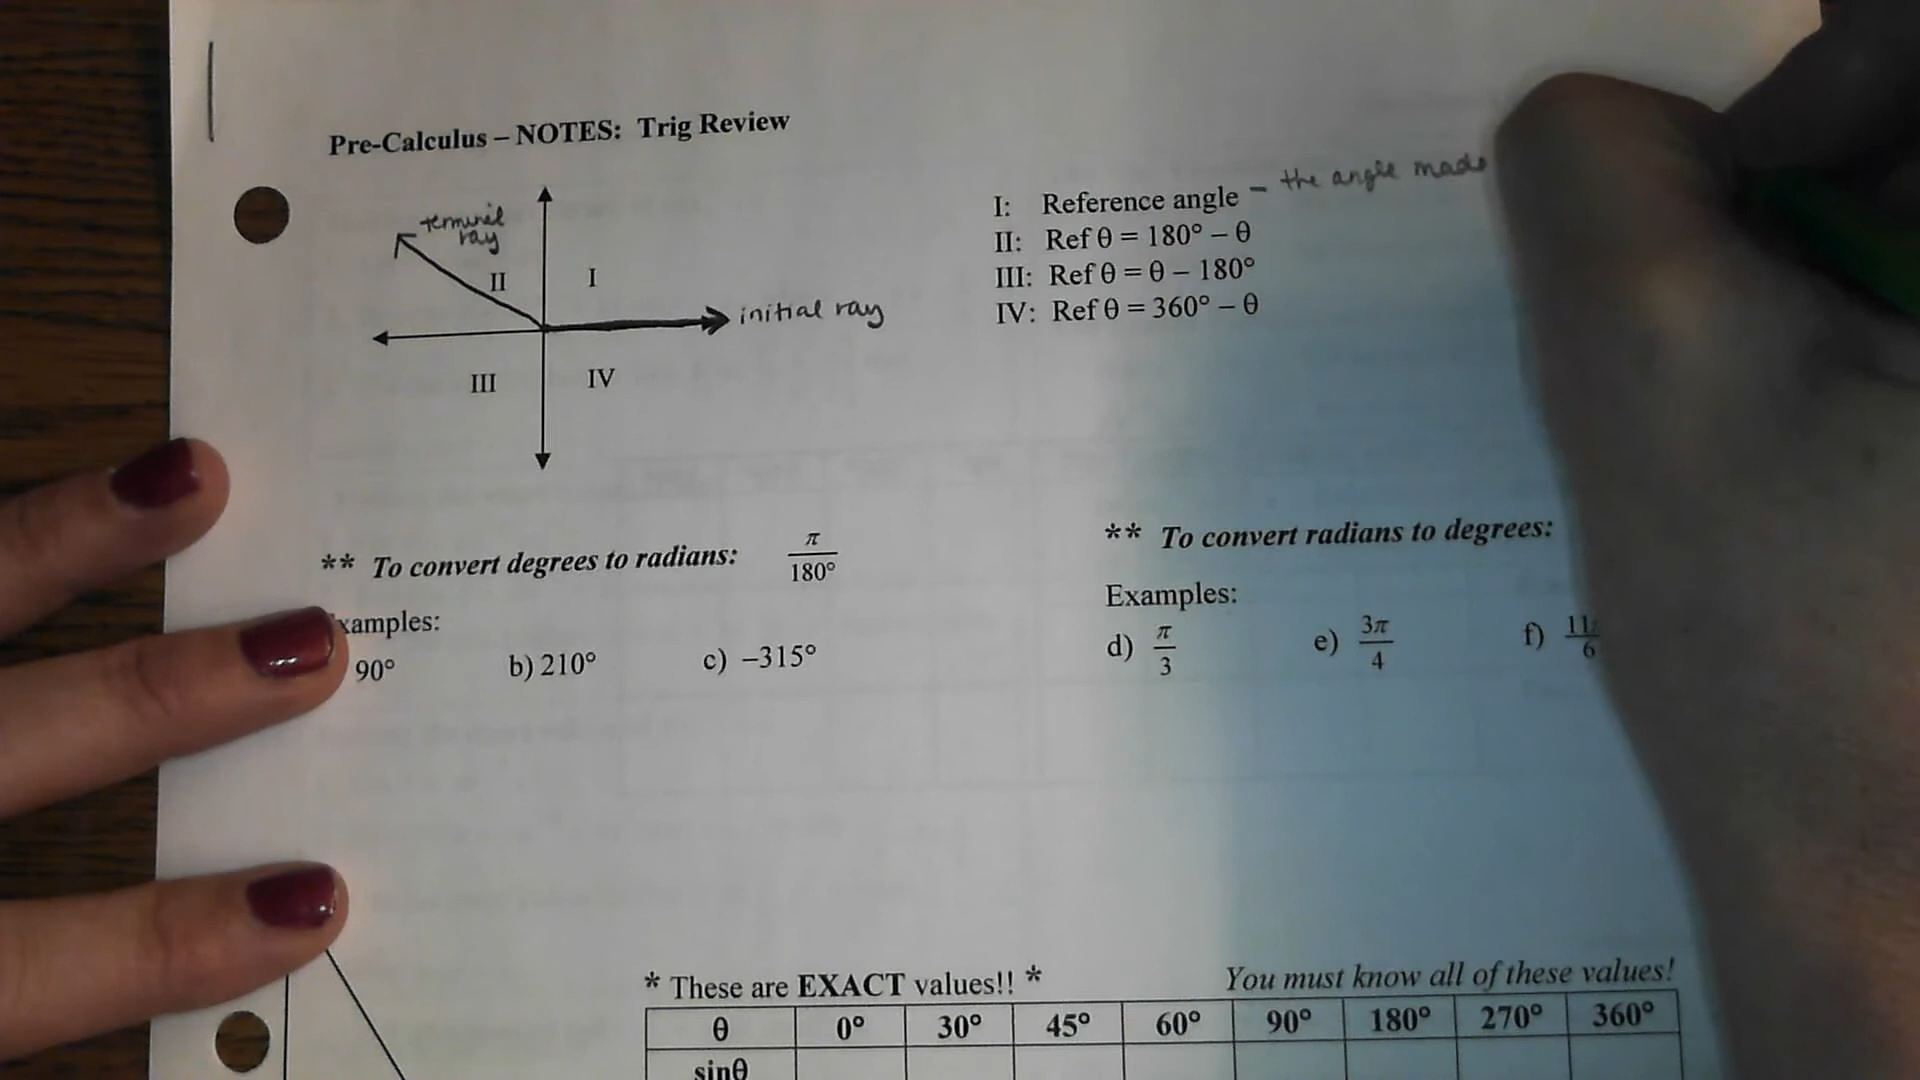 Pre-Calculus – NOTES: Trig Review
terminal
ray
II
I
initial ray
III
IV
I: Reference angle – the angle made
II: Ref θ = 180° – θ
III: Ref θ = θ – 180°
IV: Ref θ = 360° – θ
** To convert degrees to radians: π/180°
xamples:
90° b) 210° c) –315°
** To convert radians to degrees:
Examples:
d) π/3 e) 3π/4 f) 11/6
* These are EXACT values!! * You must know all of these values!
θ 0° 30° 45° 60° 90° 180° 270° 360°
sinθ